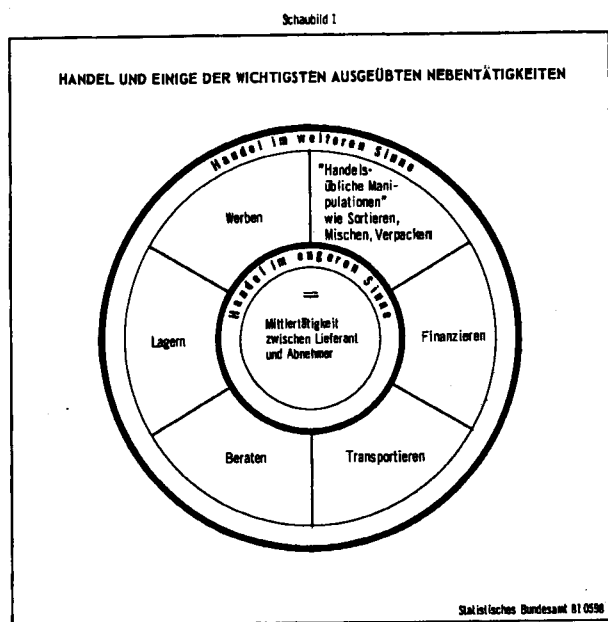 Schaubild 1
HANDEL UND EINIGE DER WICHTIGSTEN AUSGEÜBTEN NEBENTÄTIGKEITEN
Handel im weiteren Sinne
"Handels-
übliche Mani-
pulationen"
wie Sortieren,
Mischen, Verpacken
Werben
Handel im engeren Sinne
=
Mittlertätigkeit
zwischen Lieferant
und Abnehmer
Lagern
Finanzieren
Beraten
Transportieren
Statistisches Bundesamt 81 0598